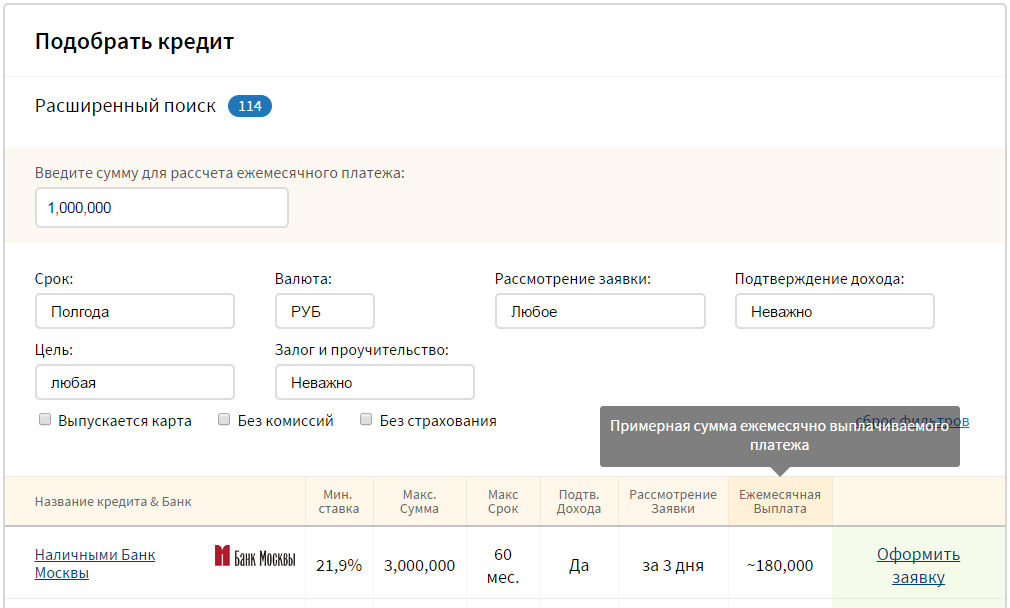 Подобрать кредит
Расширенный поиск 114
Введите сумму для рассчета ежемесячного платежа:
1,000,000
Срок: Валюта: Рассмотрение заявки: Подтверждение дохода:
Полгода РУБ Любое Неважно
Цель: Залог и проучительство:
любая Неважно
Выпускается карта Без комиссий Без страхования сброс фильтров
Примерная сумма ежемесячно выплачиваемого
платежа
Название кредита & Банк
Мин.
ставка
Макс.
Сумма
Макс
Срок
Подтв.
Дохода
Рассмотрение
Заявки
Ежемесячная
Выплата
Наличными Банк
Москвы
Банк Москвы
21,9%
3,000,000
60
мес.
Да
за 3 дня
~180,000
Оформить
заявку